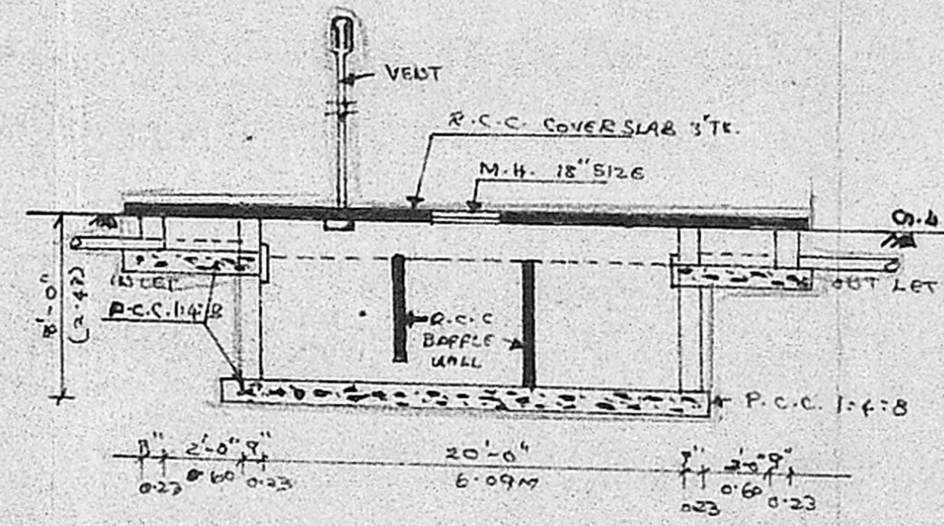 VENT
R.C.C. COVER SLAB 3"TK.
M.H. 18" SIZE
G.L
INLET
OUT LET
P.C.C. 1:4:8
8'-0"
(2.42)
R.C.C
BAFFLE
WALL
P.C.C. 1:4:8
9" 2'-0" 9" 20'-0" 9" 2'-0" 9"
0.23 0.60 0.23 6.09M 0.23 0.60 0.23